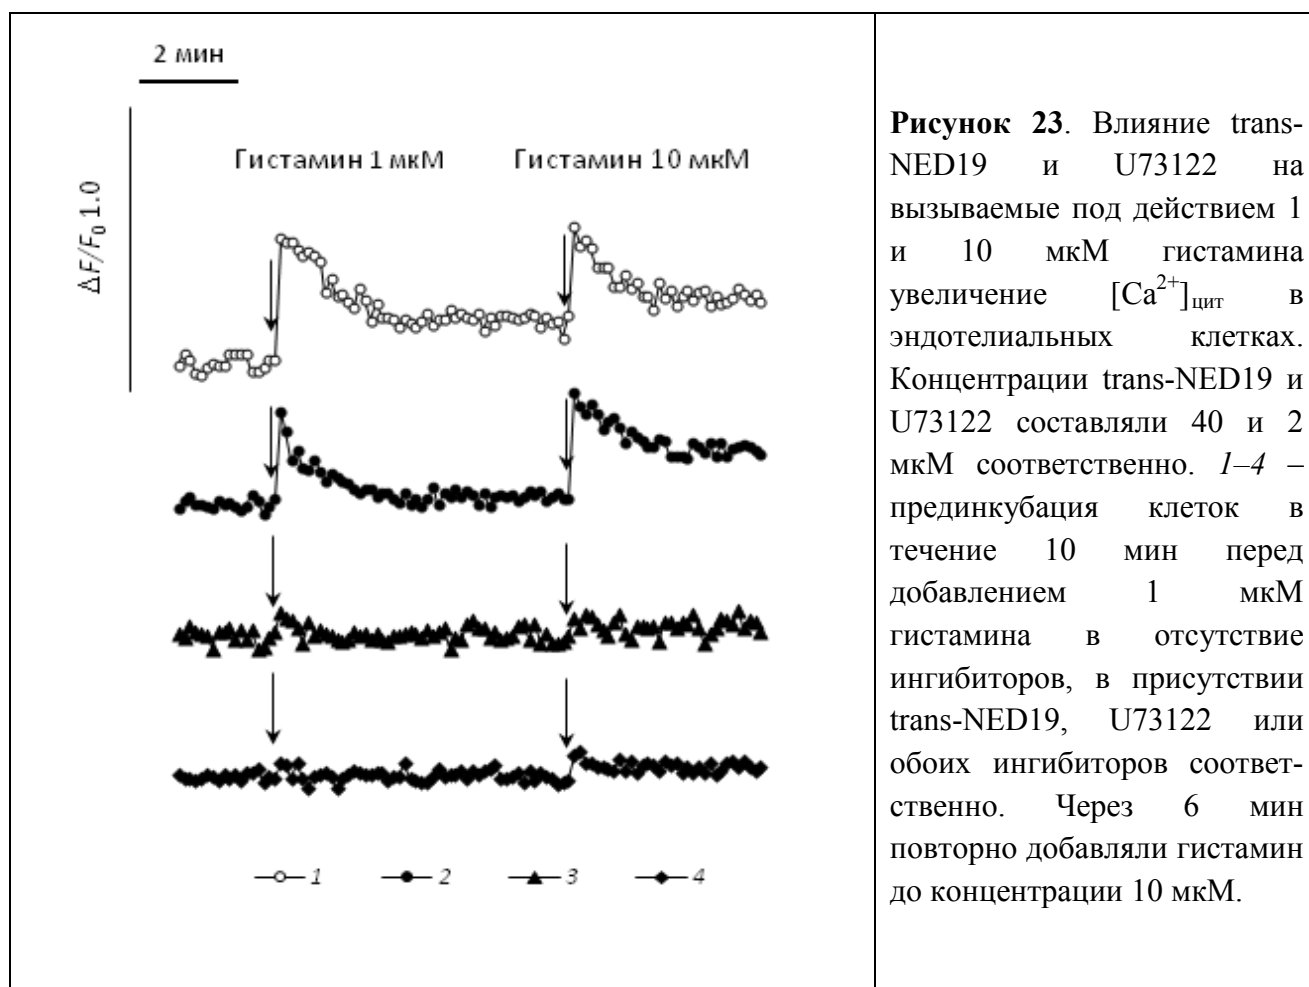 2 мин
ΔF/F₀ 1.0
Гистамин 1 мкМ Гистамин 10 мкМ
1 2 3 4
Рисунок 23. Влияние trans-
NED19 и U73122 на
вызываемые под действием 1
и 10 мкМ гистамина
увеличение [Ca²⁺]цит в
эндотелиальных клетках.
Концентрации trans-NED19 и
U73122 составляли 40 и 2
мкМ соответственно. 1–4 –
прединкубация клеток в
течение 10 мин перед
добавлением 1 мкМ
гистамина в отсутствие
ингибиторов, в присутствии
trans-NED19, U73122 или
обоих ингибиторов соответ-
ственно. Через 6 мин
повторно добавляли гистамин
до концентрации 10 мкМ.